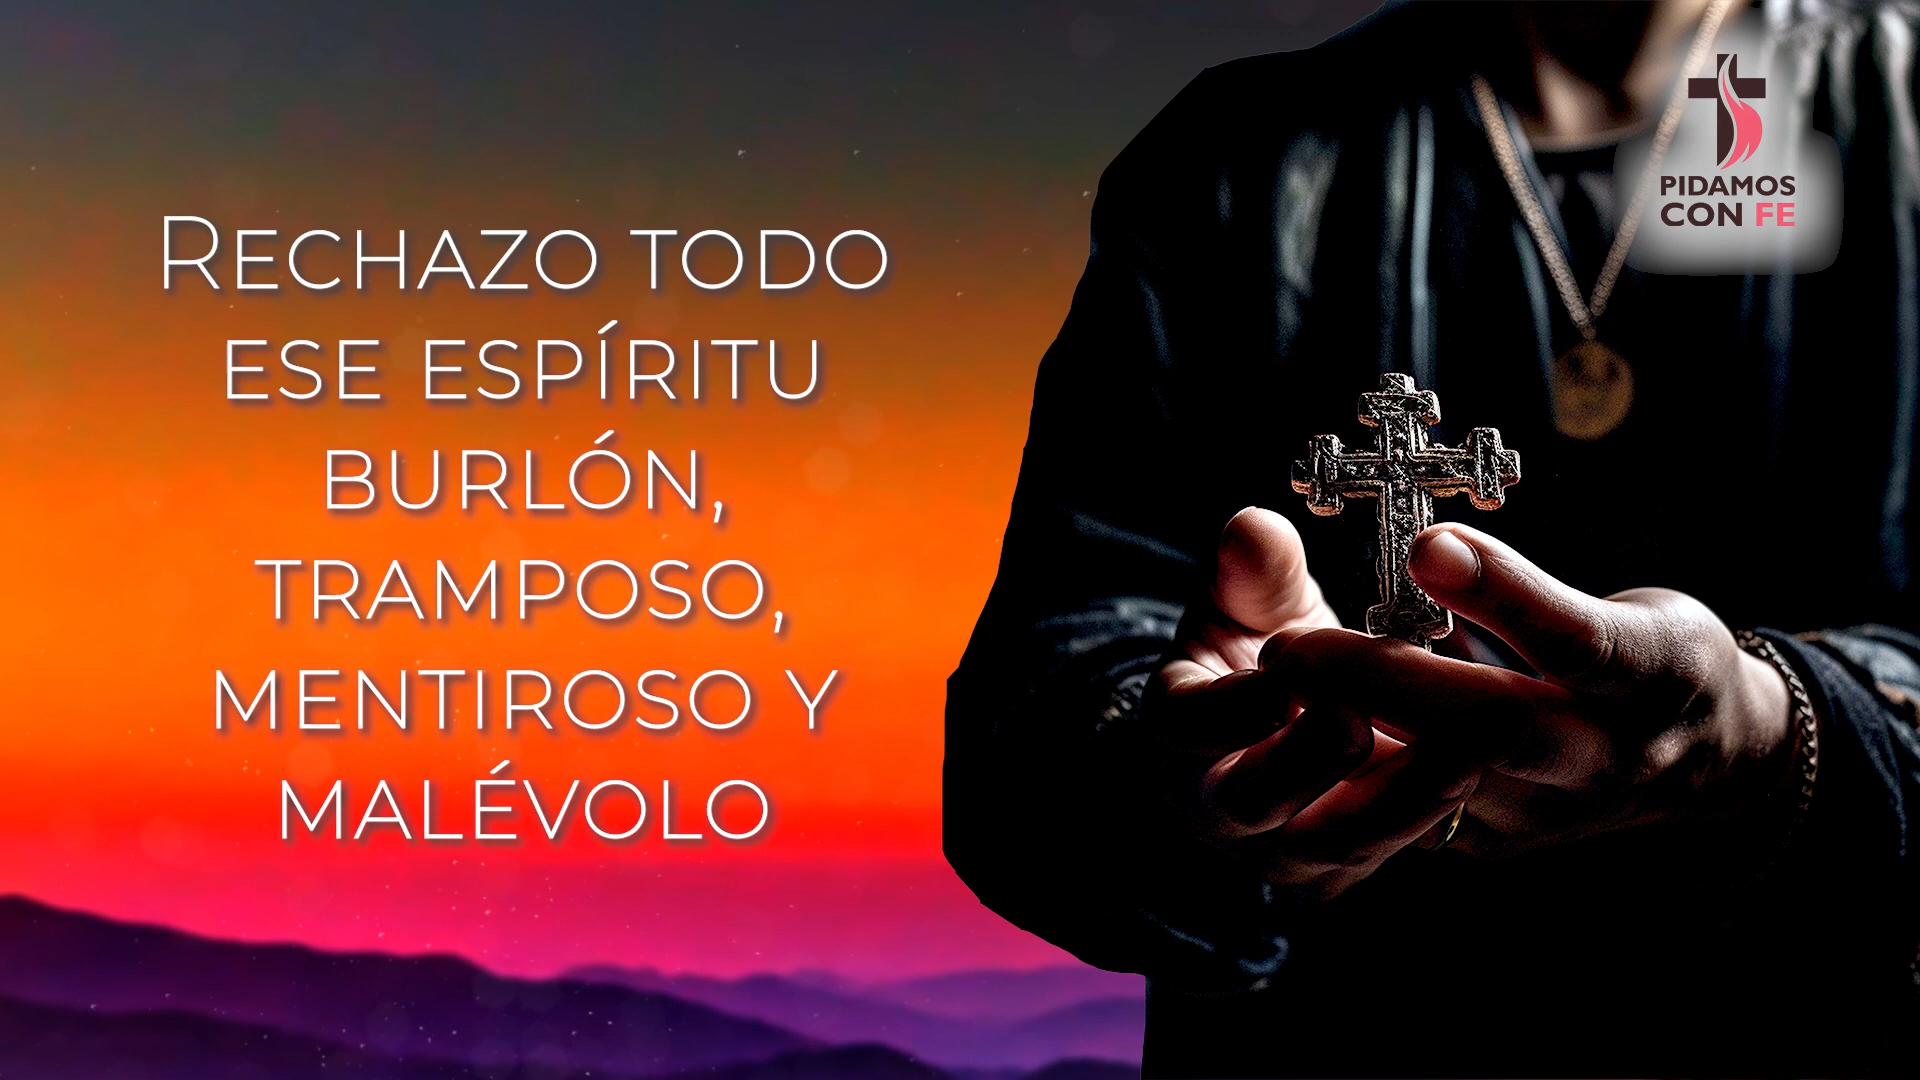 Rechazo todo
ese espíritu
burlón,
tramposo,
mentiroso y
malévolo
PIDAMOS
CON FE